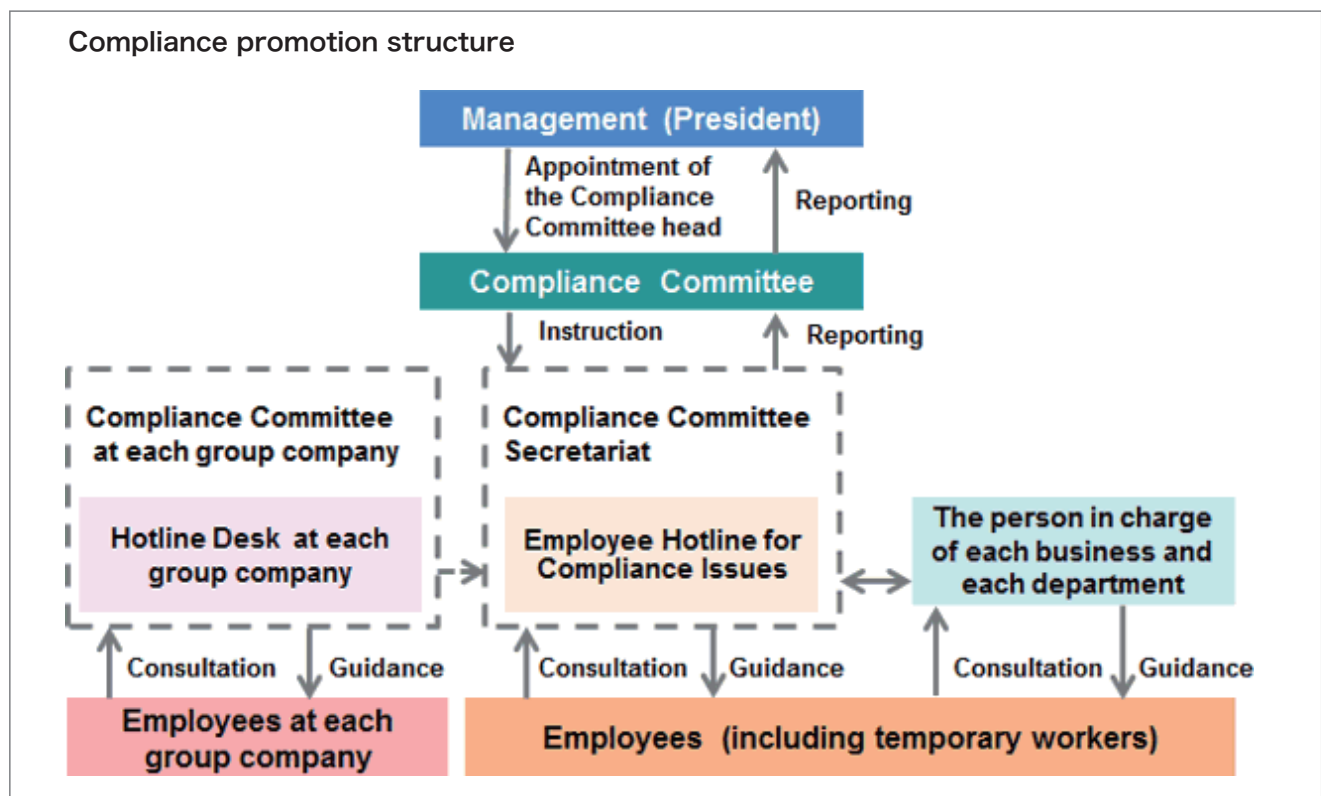 Compliance promotion structure
Management (President)
Appointment of
the Compliance
Committee head
Reporting
Compliance Committee
Instruction
Reporting
Compliance Committee
at each group company
Hotline Desk at each
group company
Compliance Committee
Secretariat
Employee Hotline for
Compliance Issues
The person in charge
of each business and
each department
Consultation
Guidance
Consultation
Guidance
Consultation
Guidance
Employees at each
group company
Employees (including temporary workers)